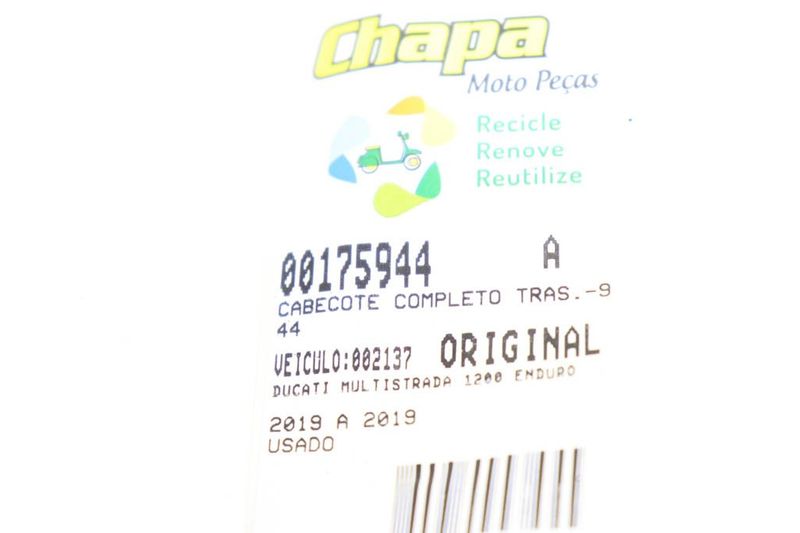 Chapa
Moto Peças
Recicle
Renove
Reutilize
00175944 A
CABECOTE COMPLETO TRAS.-9
44
VEICULO:002137 ORIGINAL
DUCATI MULTISTRADA 1200 ENDURO
2019 A 2019
USADO